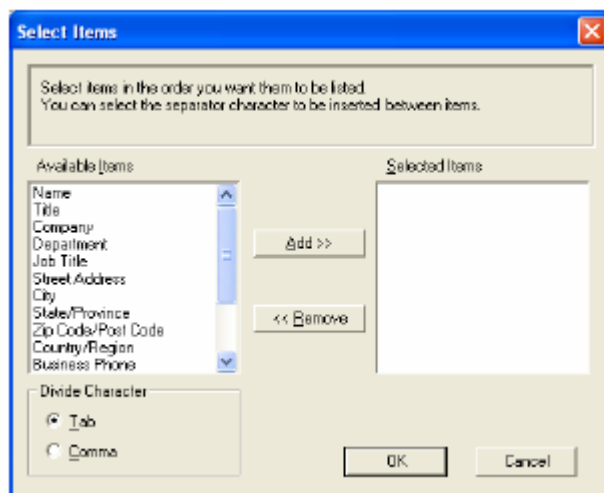 Select Items
Select items in the order you want them to be listed.
You can select the separator character to be inserted between items.
Available Items
Selected Items
Name
Title
Company
Department
Job Title
Street Address
City
State/Province
Zip Code/Post Code
Country/Region
Business Phone
Add >>
<< Remove
Divide Character
Tab
Comma
OK
Cancel